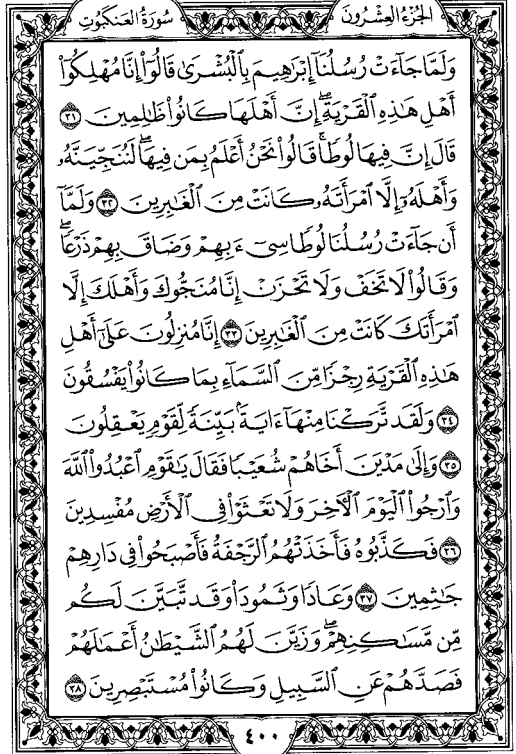 الجزء العشرون
سورة العنكبوت
وَلَمَّا جَآءَتْ رُسُلُنَآ إِبْرَٰهِيمَ بِٱلْبُشْرَىٰ قَالُوٓا۟ إِنَّا مُهْلِكُوٓا۟
أَهْلِ هَٰذِهِ ٱلْقَرْيَةِ ۖ إِنَّ أَهْلَهَا كَانُوا۟ ظَٰلِمِينَ ٣١
قَالَ إِنَّ فِيهَا لُوطًا ۚ قَالُوا۟ نَحْنُ أَعْلَمُ بِمَن فِيهَا ۖ لَنُنَجِّيَنَّهُۥ
وَأَهْلَهُۥٓ إِلَّا ٱمْرَأَتَهُۥ كَانَتْ مِنَ ٱلْغَٰبِرِينَ ٣٢ وَلَمَّآ
أَن جَآءَتْ رُسُلُنَا لُوطًا سِىٓءَ بِهِمْ وَضَاقَ بِهِمْ ذَرْعًا ۖ
وَقَالُوا۟ لَا تَخَفْ وَلَا تَحْزَنْ إِنَّا مُنَجُّوكَ وَأَهْلَكَ إِلَّا
ٱمْرَأَتَكَ كَانَتْ مِنَ ٱلْغَٰبِرِينَ ٣٣ إِنَّا مُنزِلُونَ عَلَىٰٓ أَهْلِ
هَٰذِهِ ٱلْقَرْيَةِ رِجْزًا مِّنَ ٱلسَّمَآءِ بِمَا كَانُوا۟ يَفْسُقُونَ
٣٤ وَلَقَد تَّرَكْنَا مِنْهَآ ءَايَةًۢ بَيِّنَةً لِّقَوْمٍ يَعْقِلُونَ
٣٥ وَإِلَىٰ مَدْيَنَ أَخَاهُمْ شُعَيْبًا فَقَالَ يَٰقَوْمِ ٱعْبُدُوا۟ ٱللَّهَ
وَٱرْجُوا۟ ٱلْيَوْمَ ٱلْءَاخِرَ وَلَا تَعْثَوْا۟ فِى ٱلْأَرْضِ مُفْسِدِينَ
٣٦ فَكَذَّبُوهُ فَأَخَذَتْهُمُ ٱلرَّجْفَةُ فَأَصْبَحُوا۟ فِى دَارِهِمْ
جَٰثِمِينَ ٣٧ وَعَادًا وَثَمُودَا۟ وَقَد تَّبَيَّنَ لَكُم
مِّن مَّسَٰكِنِهِمْ ۖ وَزَيَّنَ لَهُمُ ٱلشَّيْطَٰنُ أَعْمَٰلَهُمْ
فَصَدَّهُمْ عَنِ ٱلسَّبِيلِ وَكَانُوا۟ مُسْتَبْصِرِينَ ٣٨
٤٠٠